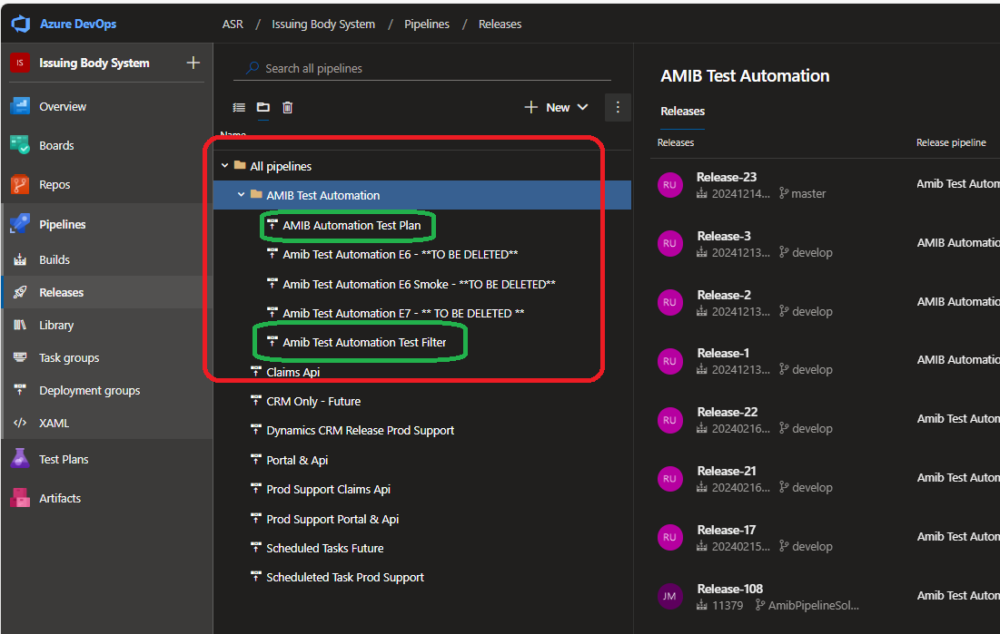 Azure DevOps
ASR / Issuing Body System / Pipelines / Releases
IS Issuing Body System
Overview
Boards
Repos
Pipelines
Builds
Releases
Library
Task groups
Deployment groups
XAML
Test Plans
Artifacts
Search all pipelines
New
Name
All pipelines
AMIB Test Automation
AMIB Automation Test Plan
Amib Test Automation E6 - **TO BE DELETED**
Amib Test Automation E6 Smoke - **TO BE DELETED**
Amib Test Automation E7 - ** TO BE DELETED **
Amib Test Automation Test Filter
Claims Api
CRM Only - Future
Dynamics CRM Release Prod Support
Portal & Api
Prod Support Claims Api
Prod Support Portal & Api
Scheduled Tasks Future
Scheduleted Task Prod Support
AMIB Test Automation
Releases
Releases Release pipeline
RU Release-23 Amib Test Autom
20241214... master
RU Release-3 AMIB Automatio
20241213... develop
RU Release-2 AMIB Automatio
20241213... develop
RU Release-1 AMIB Automatio
20241213... develop
RU Release-22 Amib Test Autom
20240216... develop
RU Release-21 Amib Test Autom
20240216... develop
RU Release-17 Amib Test Autom
20240215... develop
JM Release-108 Amib Test Autom
11379 AmibPipelineSol...